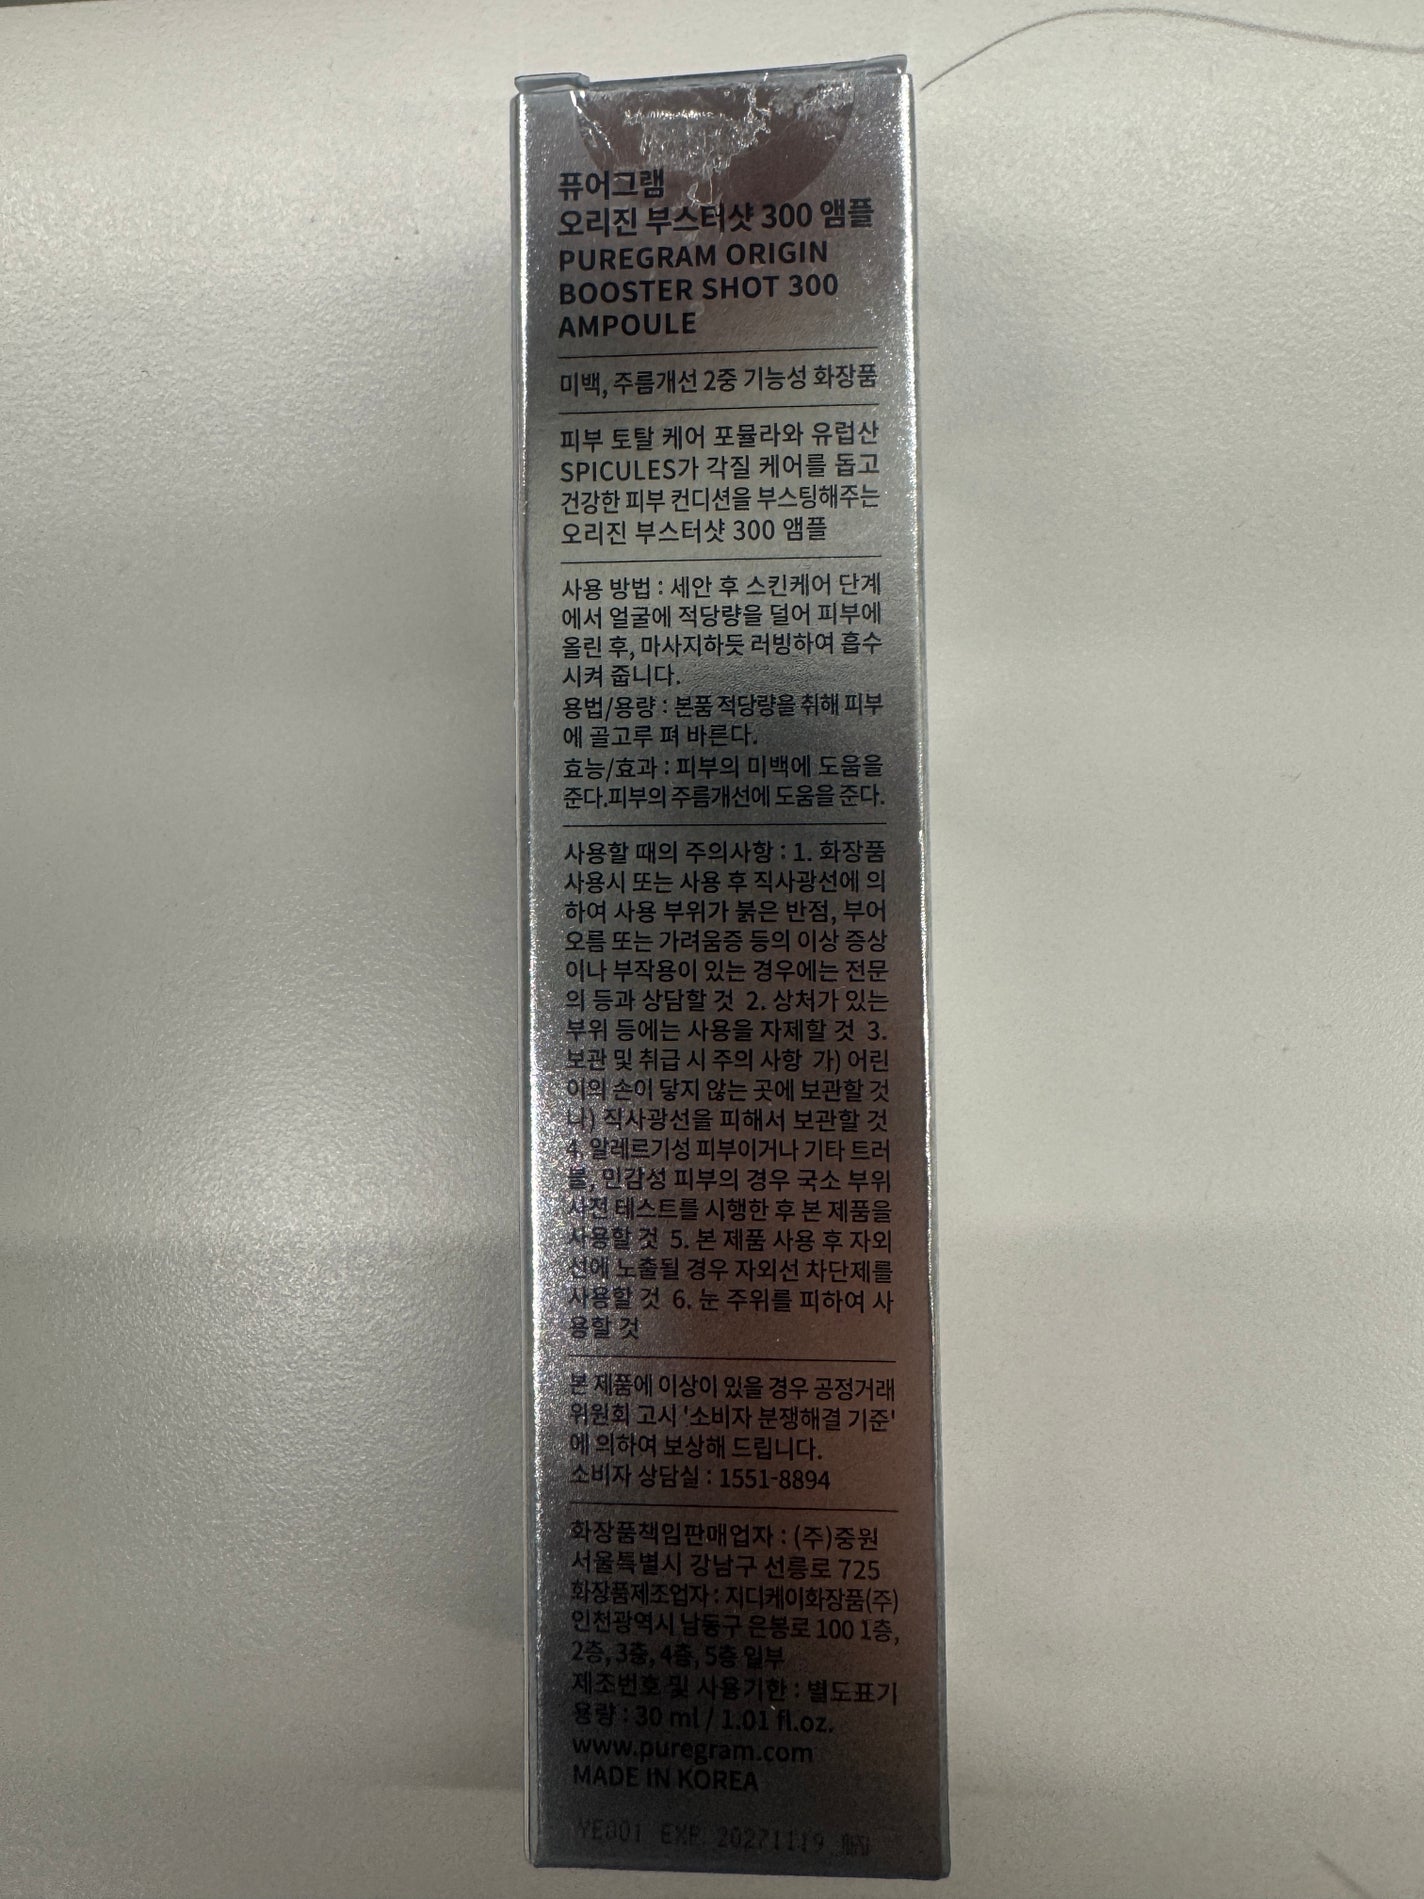 퓨어그램
오리진 부스터샷 300 앰플
PUREGRAM ORIGIN
BOOSTER SHOT 300
AMPOULE
미백, 주름개선 2중 기능성 화장품
피부 토탈 케어 포뮬라와 유럽산
SPICULES가 각질 케어를 돕고
건강한 피부 컨디션을 부스팅해주는
오리진 부스터샷 300 앰플
사용 방법 : 세안 후 스킨케어 단계
에서 얼굴에 적당량을 덜어 피부에
올린 후, 마사지하듯 러빙하여 흡수
시켜 줍니다.
용법/용량 : 본품 적당량을 취해 피부
에 골고루 펴 바른다.
효능/효과 : 피부의 미백에 도움을
준다.피부의 주름개선에 도움을 준다.
사용할 때의 주의사항 : 1. 화장품
사용시 또는 사용 후 직사광선에 의
하여 사용 부위가 붉은 반점, 부어
오름 또는 가려움증 등의 이상 증상
이나 부작용이 있는 경우에는 전문
의 등과 상담할 것 2. 상처가 있는
부위 등에는 사용을 자제할 것 3.
보관 및 취급 시 주의 사항 가) 어린
이의 손이 닿지 않는 곳에 보관할 것
나) 직사광선을 피해서 보관할 것
4. 알레르기성 피부이거나 기타 트러
블, 민감성 피부의 경우 국소 부위
사전 테스트를 시행한 후 본 제품을
사용할 것 5. 본 제품 사용 후 자외
선에 노출될 경우 자외선 차단제를
사용할 것 6. 눈 주위를 피하여 사
용할 것
본 제품에 이상이 있을 경우 공정거래
위원회 고시 '소비자 분쟁해결 기준'
에 의하여 보상해 드립니다.
소비자 상담실 : 1551-8894
화장품책임판매업자 : (주)중원
서울특별시 강남구 선릉로 725
화장품제조업자 : 지디케이화장품(주)
인천광역시 남동구 은봉로 100 1층,
2층, 3층, 4층, 5층 일부
제조번호 및 사용기한 : 별도표기
용량 : 30 ml / 1.01 fl.oz.
www.puregram.com
MADE IN KOREA
EXP 20271119